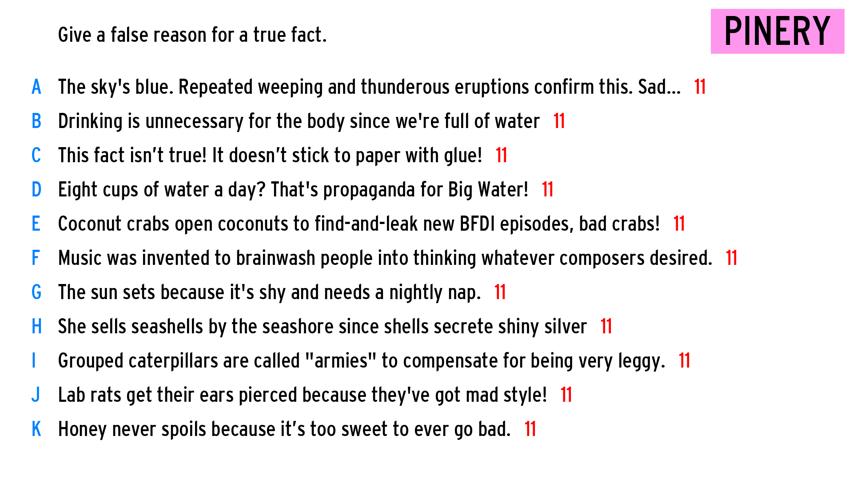 Give a false reason for a true fact.
PINERY
A The sky's blue. Repeated weeping and thunderous eruptions confirm this. Sad... 11
B Drinking is unnecessary for the body since we're full of water 11
C This fact isn’t true! It doesn’t stick to paper with glue! 11
D Eight cups of water a day? That's propaganda for Big Water! 11
E Coconut crabs open coconuts to find-and-leak new BFDI episodes, bad crabs! 11
F Music was invented to brainwash people into thinking whatever composers desired. 11
G The sun sets because it's shy and needs a nightly nap. 11
H She sells seashells by the seashore since shells secrete shiny silver 11
I Grouped caterpillars are called "armies" to compensate for being very leggy. 11
J Lab rats get their ears pierced because they've got mad style! 11
K Honey never spoils because it’s too sweet to ever go bad. 11